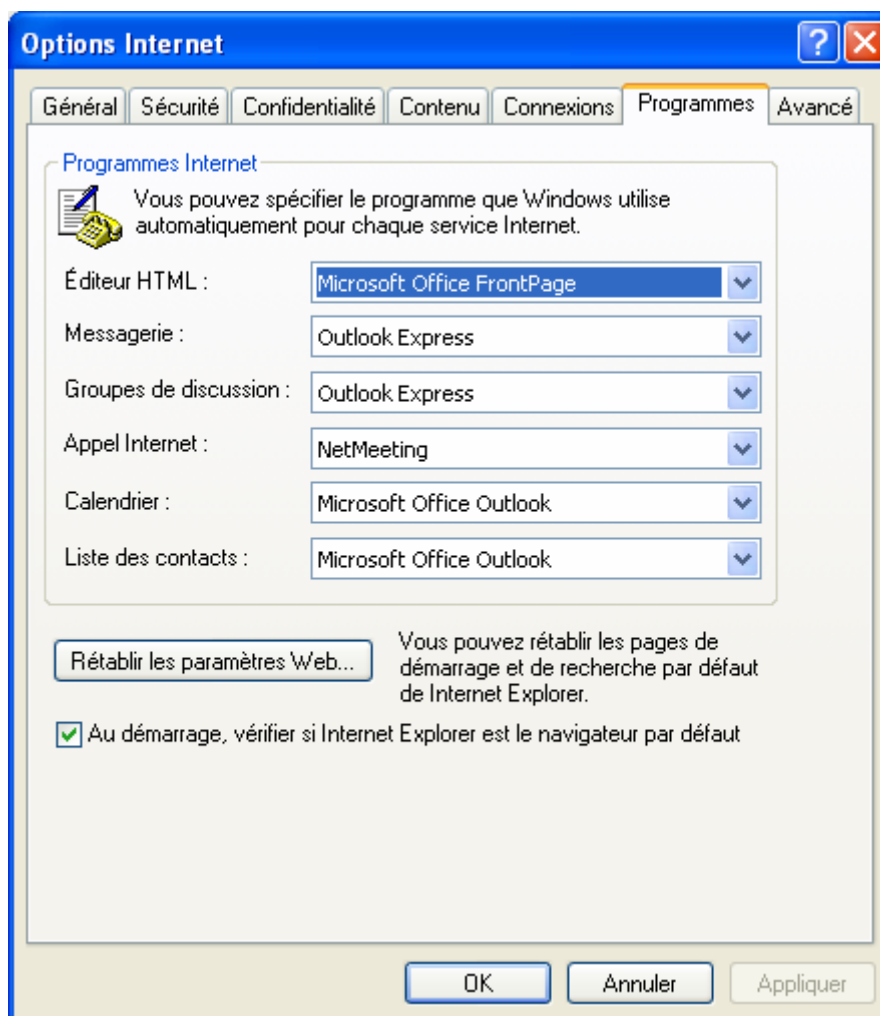 Options Internet
Général Sécurité Confidentialité Contenu Connexions Programmes Avancé
Programmes Internet
Vous pouvez spécifier le programme que Windows utilise
automatiquement pour chaque service Internet.
Éditeur HTML : Microsoft Office FrontPage
Messagerie : Outlook Express
Groupes de discussion : Outlook Express
Appel Internet : NetMeeting
Calendrier : Microsoft Office Outlook
Liste des contacts : Microsoft Office Outlook
Rétablir les paramètres Web...
Vous pouvez rétablir les pages de
démarrage et de recherche par défaut
de Internet Explorer.
Au démarrage, vérifier si Internet Explorer est le navigateur par défaut
OK Annuler Appliquer